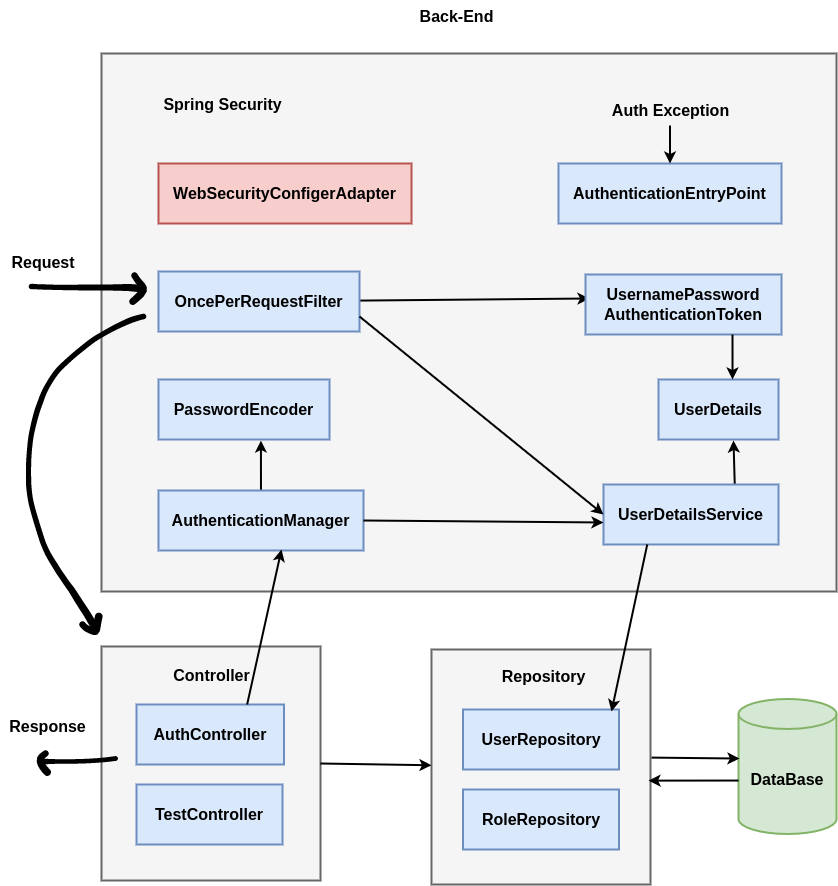 Back-End
Spring Security
Auth Exception
WebSecurityConfigerAdapter
AuthenticationEntryPoint
Request
OncePerRequestFilter
UsernamePassword
AuthenticationToken
PasswordEncoder
UserDetails
AuthenticationManager
UserDetailsService
Controller
Repository
Response
AuthController
UserRepository
DataBase
TestController
RoleRepository